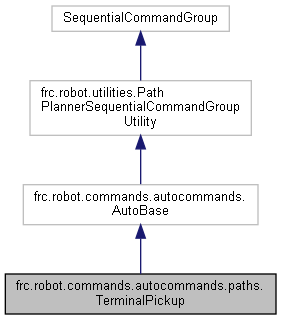 SequentialCommandGroup
frc.robot.utilities.Path
PlannerSequentialCommandGroup
Utility
frc.robot.commands.autocommands.
AutoBase
frc.robot.commands.autocommands.paths.
TerminalPickup